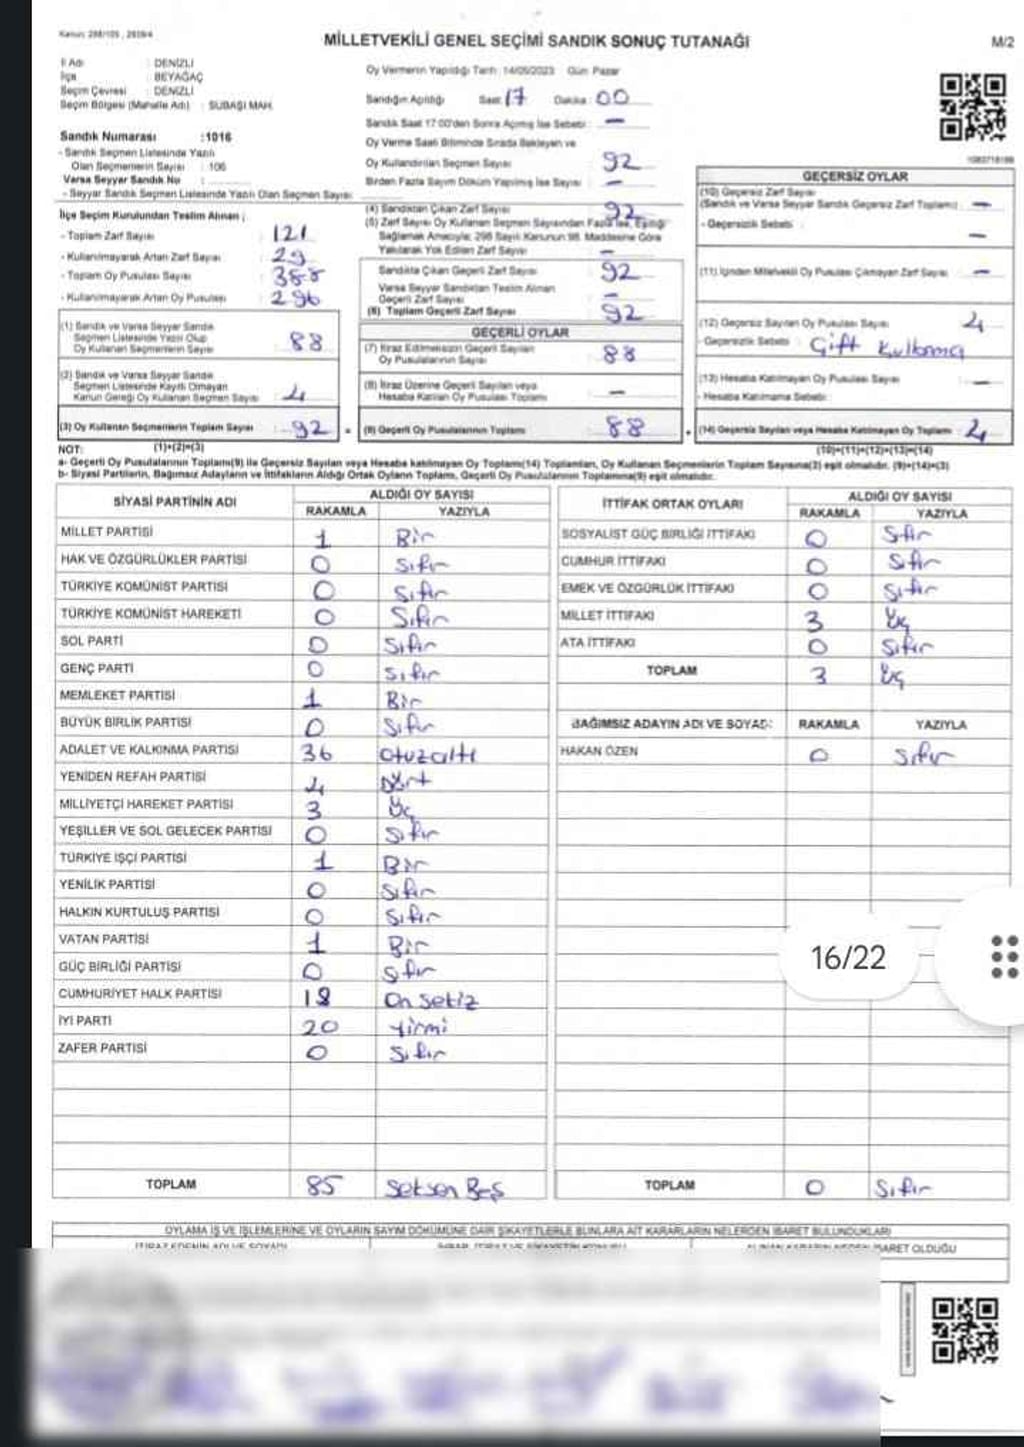 Kanun: 298/105, 2839/4
MİLLETVEKİLİ GENEL SEÇİMİ SANDIK SONUÇ TUTANAĞI
M/2
İl Adı : DENİZLİ
İlçe : BEYAĞAÇ
Seçim Çevresi : DENİZLİ
Seçim Bölgesi (Mahalle Adı) : SUBAŞI MAH.
Sandık Numarası :1016
- Sandık Seçmen Listesinde Yazılı
Olan Seçmenlerin Sayısı : 106
Varsa Seyyar Sandık No :
- Seyyar Sandık Seçmen Listesinde Yazılı Olan Seçmen Sayısı :
Oy Vermenin Yapıldığı Tarih : 14/05/2023 Gün: Pazar
Sandığın Açıldığı Saat: 17 Dakika: 00
Sandık Saat 17:00'den Sonra Açılmış İse Sebebi : -
Oy Verme Saati Bitiminde Sırada Bekleyen ve
Oy Kullandırılan Seçmen Sayısı : 92
Birden Fazla Sayım Döküm Yapılmış İse Sayısı : -
İlçe Seçim Kurulundan Teslim Alınan ;
- Toplam Zarf Sayısı : 121
- Kullanılmayarak Artan Zarf Sayısı : 29
- Toplam Oy Pusulası Sayısı : 388
- Kullanılmayarak Artan Oy Pusulası : 296
(1) Sandık ve Varsa Seyyar Sandık
Seçmen Listesinde Yazılı Olup
Oy Kullanan Seçmenlerin Sayısı : 88
(2) Sandık ve Varsa Seyyar Sandık
Seçmen Listesinde Kayıtlı Olmayan
Kanun Gereği Oy Kullanan Seçmen Sayısı : 4
(3) Oy Kullanan Seçmenlerin Toplam Sayısı : 92 =
(1)+(2)=(3)
(4) Sandıktan Çıkan Zarf Sayısı : 92
(5) Zarf Sayısı Oy Kullanan Seçmen Sayısından Fazla İse, Eşitliği
Sağlamak Amacıyla; 298 Sayılı Kanunun 98. Maddesine Göre
Yakılarak Yok Edilen Zarf Sayısı : -
Sandıkta Çıkan Geçerli Zarf Sayısı : 92
Varsa Seyyar Sandıktan Teslim Alınan
Geçerli Zarf Sayısı : -
(6) Toplam Geçerli Zarf Sayısı : 92
GEÇERLİ OYLAR
(7) İtiraz Edilmeksizin Geçerli Sayılan
Oy Pusulalarının Sayısı : 88
(8) İtiraz Üzerine Geçerli Sayılan veya
Hesaba Katılan Oy Pusulası Toplamı : -
(9) Geçerli Oy Pusulalarının Toplamı : 88 +
GEÇERSİZ OYLAR
(10) Geçersiz Zarf Sayısı
(Sandık ve Varsa Seyyar Sandık Geçersiz Zarf Toplamı) : -
- Geçersizlik Sebebi : -
(11) İçinden Milletvekili Oy Pusulası Çıkmayan Zarf Sayısı : -
(12) Geçersiz Sayılan Oy Pusulası Sayısı : 4
- Geçersizlik Sebebi : Çift Kullanma
(13) Hesaba Katılmayan Oy Pusulası Sayısı : -
- Hesaba Katılmama Sebebi :
(14) Geçersiz Sayılan veya Hesaba Katılmayan Oy Toplamı : 4
(10)+(11)+(12)+(13)=(14)
NOT:
a- Geçerli Oy Pusulalarının Toplamı(9) ile Geçersiz Sayılan veya Hesaba katılmayan Oy Toplamı(14) Toplamları, Oy Kullanan Seçmenlerin Toplam Sayısına(3) eşit olmalıdır. (9)+(14)=(3)
b- Siyasi Partilerin, Bağımsız Adayların ve İttifakların Aldığı Ortak Oyların Toplamı, Geçerli Oy Pusulalarının Toplamına(9) eşit olmalıdır.
SİYASİ PARTİNİN ADI ALDIĞI OY SAYISI
RAKAMLA YAZIYLA
MİLLET PARTİSİ 1 Bir
HAK VE ÖZGÜRLÜKLER PARTİSİ 0 Sıfır
TÜRKİYE KOMÜNİST PARTİSİ 0 Sıfır
TÜRKİYE KOMÜNİST HAREKETİ 0 Sıfır
SOL PARTİ 0 Sıfır
GENÇ PARTİ 0 Sıfır
MEMLEKET PARTİSİ 1 Bir
BÜYÜK BİRLİK PARTİSİ 0 Sıfır
ADALET VE KALKINMA PARTİSİ 36 Otuzaltı
YENİDEN REFAH PARTİSİ 4 Dört
MİLLİYETÇİ HAREKET PARTİSİ 3 Üç
YEŞİLLER VE SOL GELECEK PARTİSİ 0 Sıfır
TÜRKİYE İŞÇİ PARTİSİ 1 Bir
YENİLİK PARTİSİ 0 Sıfır
HALKIN KURTULUŞ PARTİSİ 0 Sıfır
VATAN PARTİSİ 1 Bir
GÜÇ BİRLİĞİ PARTİSİ 0 Sıfır
CUMHURİYET HALK PARTİSİ 18 On Sekiz
İYİ PARTİ 20 Yirmi
ZAFER PARTİSİ 0 Sıfır
TOPLAM 85 Seksen Beş
İTTİFAK ORTAK OYLARI ALDIĞI OY SAYISI
RAKAMLA YAZIYLA
SOSYALİST GÜÇ BİRLİĞİ İTTİFAKI 0 Sıfır
CUMHUR İTTİFAKI 0 Sıfır
EMEK VE ÖZGÜRLÜK İTTİFAKI 0 Sıfır
MİLLET İTTİFAKI 3 Üç
ATA İTTİFAKI 0 Sıfır
TOPLAM 3 Üç
BAĞIMSIZ ADAYIN ADI VE SOYADI RAKAMLA YAZIYLA
HAKAN ÖZEN 0 Sıfır
16/22
TOPLAM 0 Sıfır
OYLAMA İŞ VE İŞLEMLERİNE VE OYLARIN SAYIM DÖKÜMÜNE DAİR ŞİKAYETLERLE BUNLARA AİT KARARLARIN NELERDEN İBARET BULUNDUKLARI
İBARET OLDUĞU